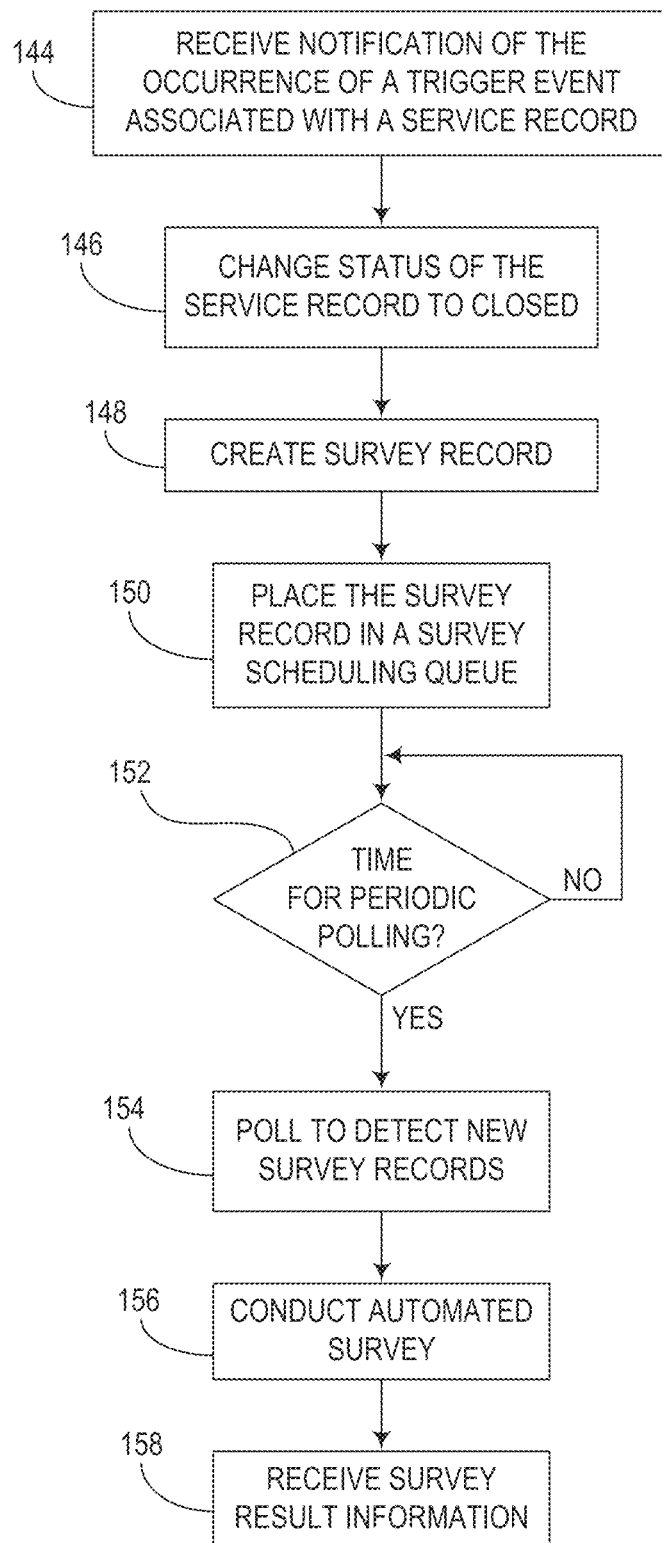 144
RECEIVE NOTIFICATION OF THE
OCCURRENCE OF A TRIGGER EVENT
ASSOCIATED WITH A SERVICE RECORD
146
CHANGE STATUS OF THE
SERVICE RECORD TO CLOSED
148
CREATE SURVEY RECORD
150
PLACE THE SURVEY
RECORD IN A SURVEY
SCHEDULING QUEUE
152
TIME
FOR PERIODIC
POLLING?
NO
YES
154
POLL TO DETECT NEW
SURVEY RECORDS
156
CONDUCT AUTOMATED
SURVEY
158
RECEIVE SURVEY
RESULT INFORMATION